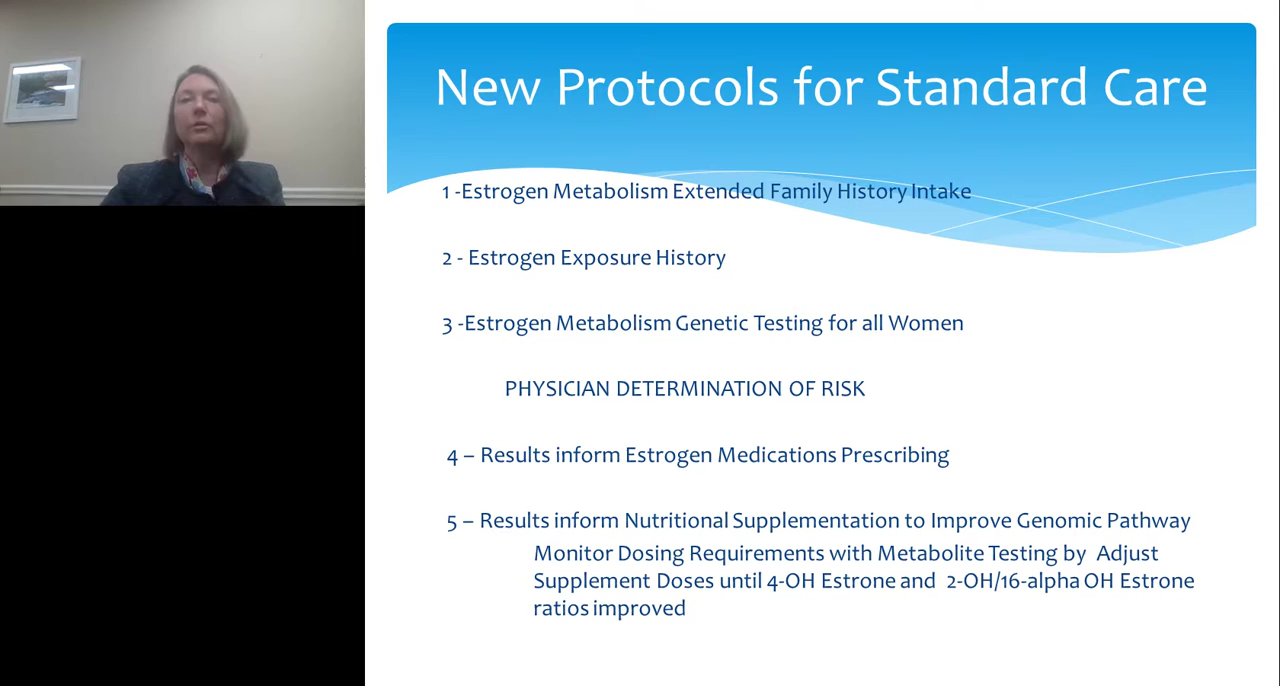 New Protocols for Standard Care
1 -Estrogen Metabolism Extended Family History Intake
2 - Estrogen Exposure History
3 -Estrogen Metabolism Genetic Testing for all Women
PHYSICIAN DETERMINATION OF RISK
4 – Results inform Estrogen Medications Prescribing
5 – Results inform Nutritional Supplementation to Improve Genomic Pathway
Monitor Dosing Requirements with Metabolite Testing by Adjust
Supplement Doses until 4-OH Estrone and 2-OH/16-alpha OH Estrone
ratios improved